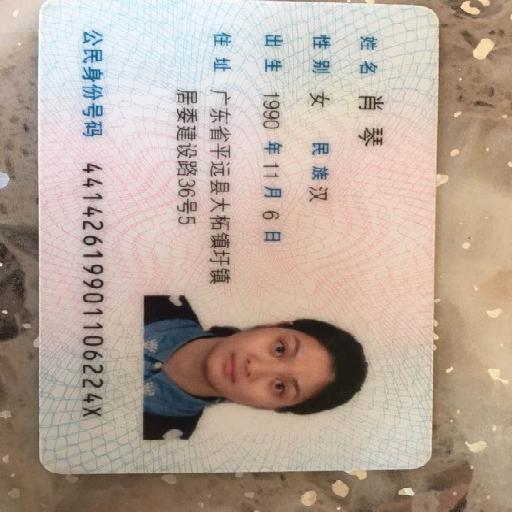 姓名 肖琴
性别 女 民族 汉
出生 1990 年 11 月 6 日
住址 广东省平远县大柘镇圩镇
居委建设路36号5
公民身份号码 44142619901106224X